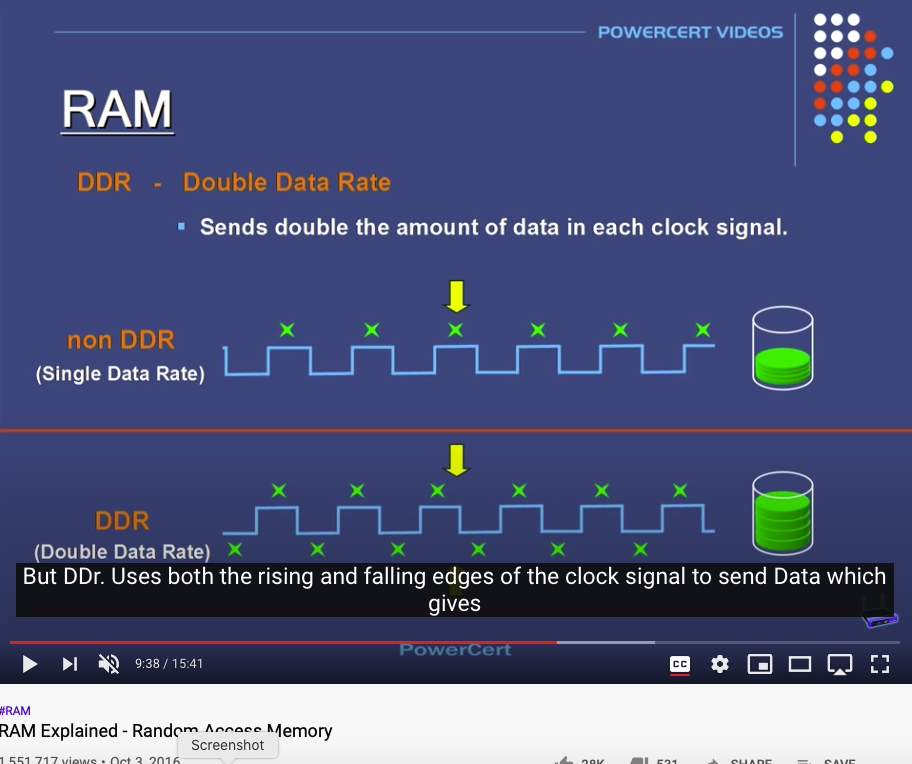 POWERCERT VIDEOS
RAM
DDR - Double Data Rate
Sends double the amount of data in each clock signal.
non DDR
(Single Data Rate)
DDR
(Double Data Rate)
But DDr. Uses both the rising and falling edges of the clock signal to send Data which
gives
PowerCert
9:38 / 15:41
CC
#RAM
RAM Explained - Random Access Memory
Screenshot
1,551,717 views • Oct 3, 2016
28K
531
SHARE
SAVE